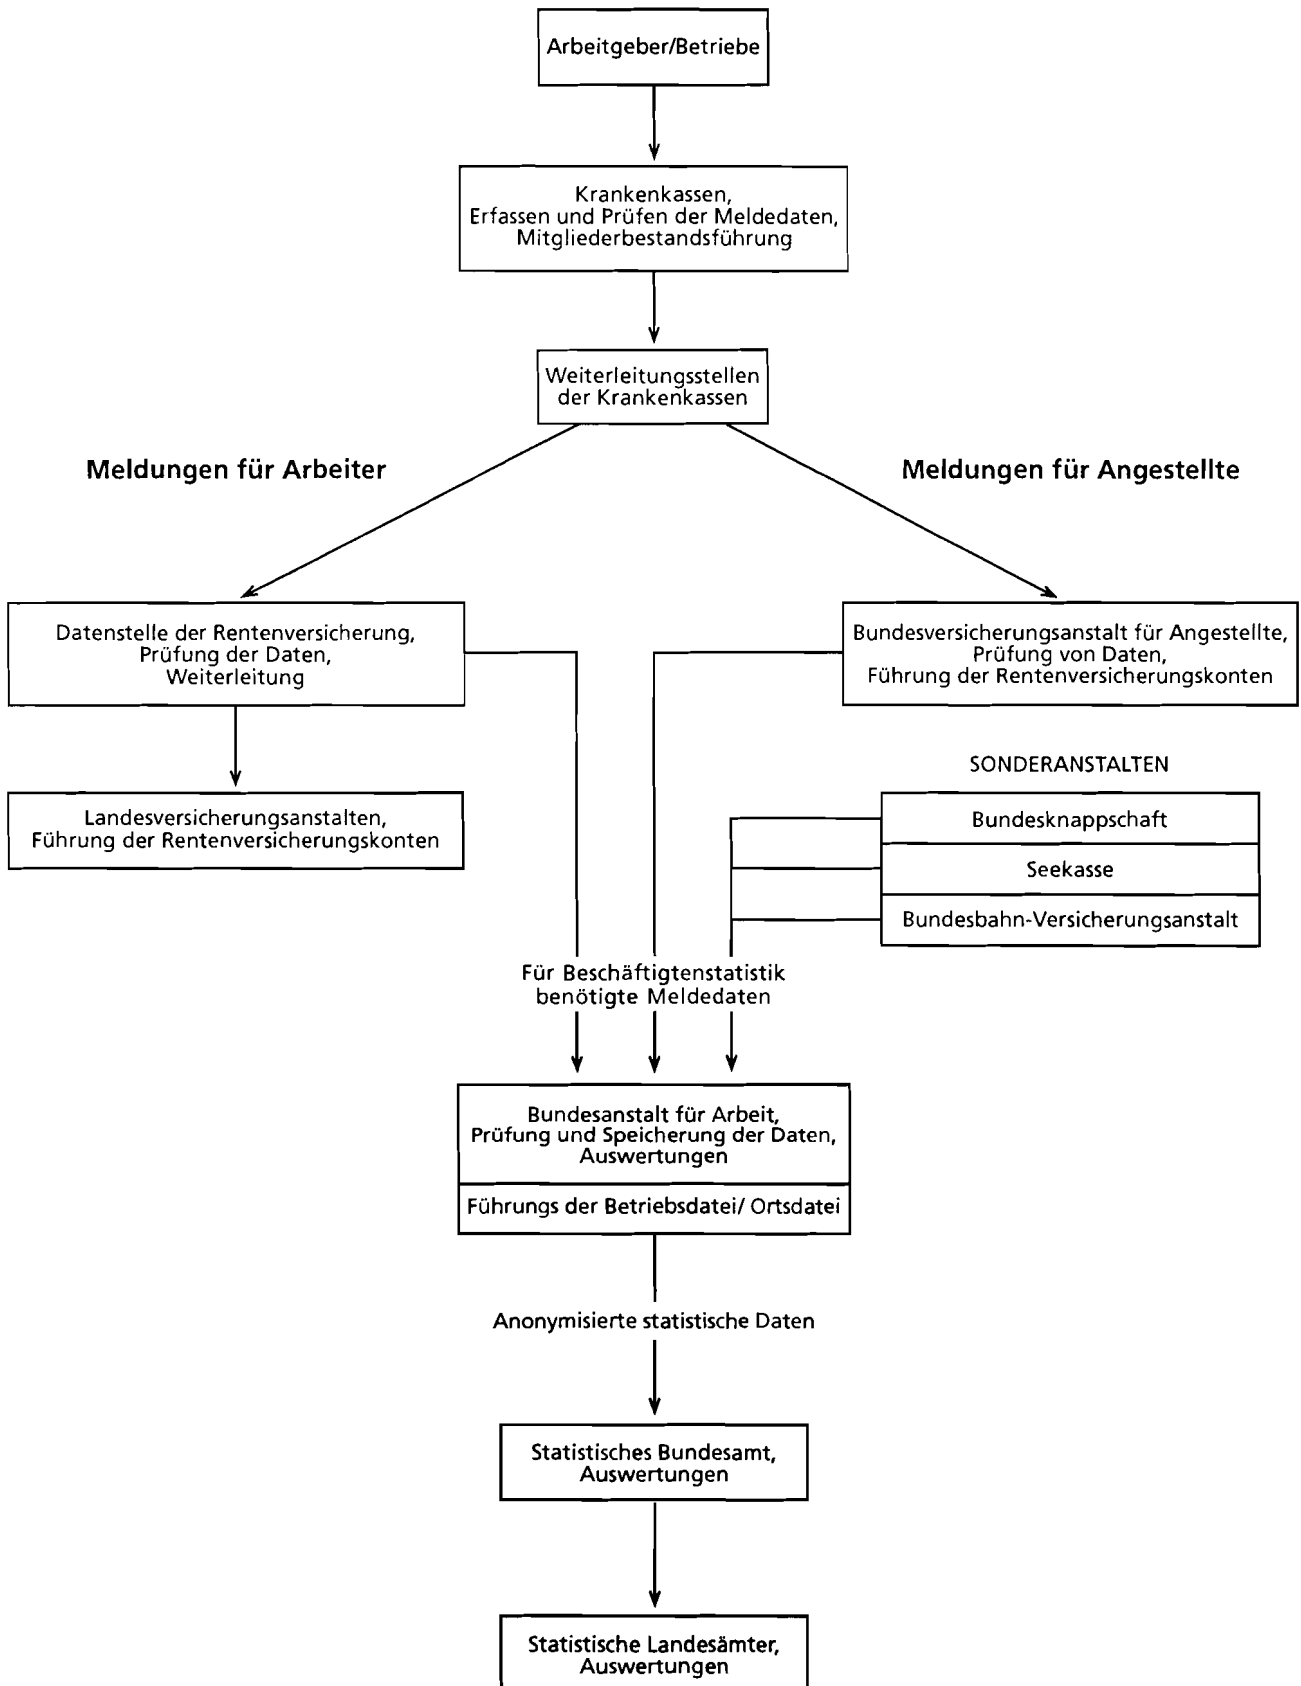 Arbeitgeber/Betriebe
Krankenkassen,
Erfassen und Prüfen der Meldedaten,
Mitgliederbestandsführung
Weiterleitungsstellen
der Krankenkassen
Meldungen für Arbeiter
Meldungen für Angestellte
Datenstelle der Rentenversicherung,
Prüfung der Daten,
Weiterleitung
Bundesversicherungsanstalt für Angestellte,
Prüfung von Daten,
Führung der Rentenversicherungskonten
Landesversicherungsanstalten,
Führung der Rentenversicherungskonten
SONDERANSTALTEN
Bundesknappschaft
Seekasse
Bundesbahn-Versicherungsanstalt
Für Beschäftigtenstatistik
benötigte Meldedaten
Bundesanstalt für Arbeit,
Prüfung und Speicherung der Daten,
Auswertungen
Führungs der Betriebsdatei/ Ortsdatei
Anonymisierte statistische Daten
Statistisches Bundesamt,
Auswertungen
Statistische Landesämter,
Auswertungen